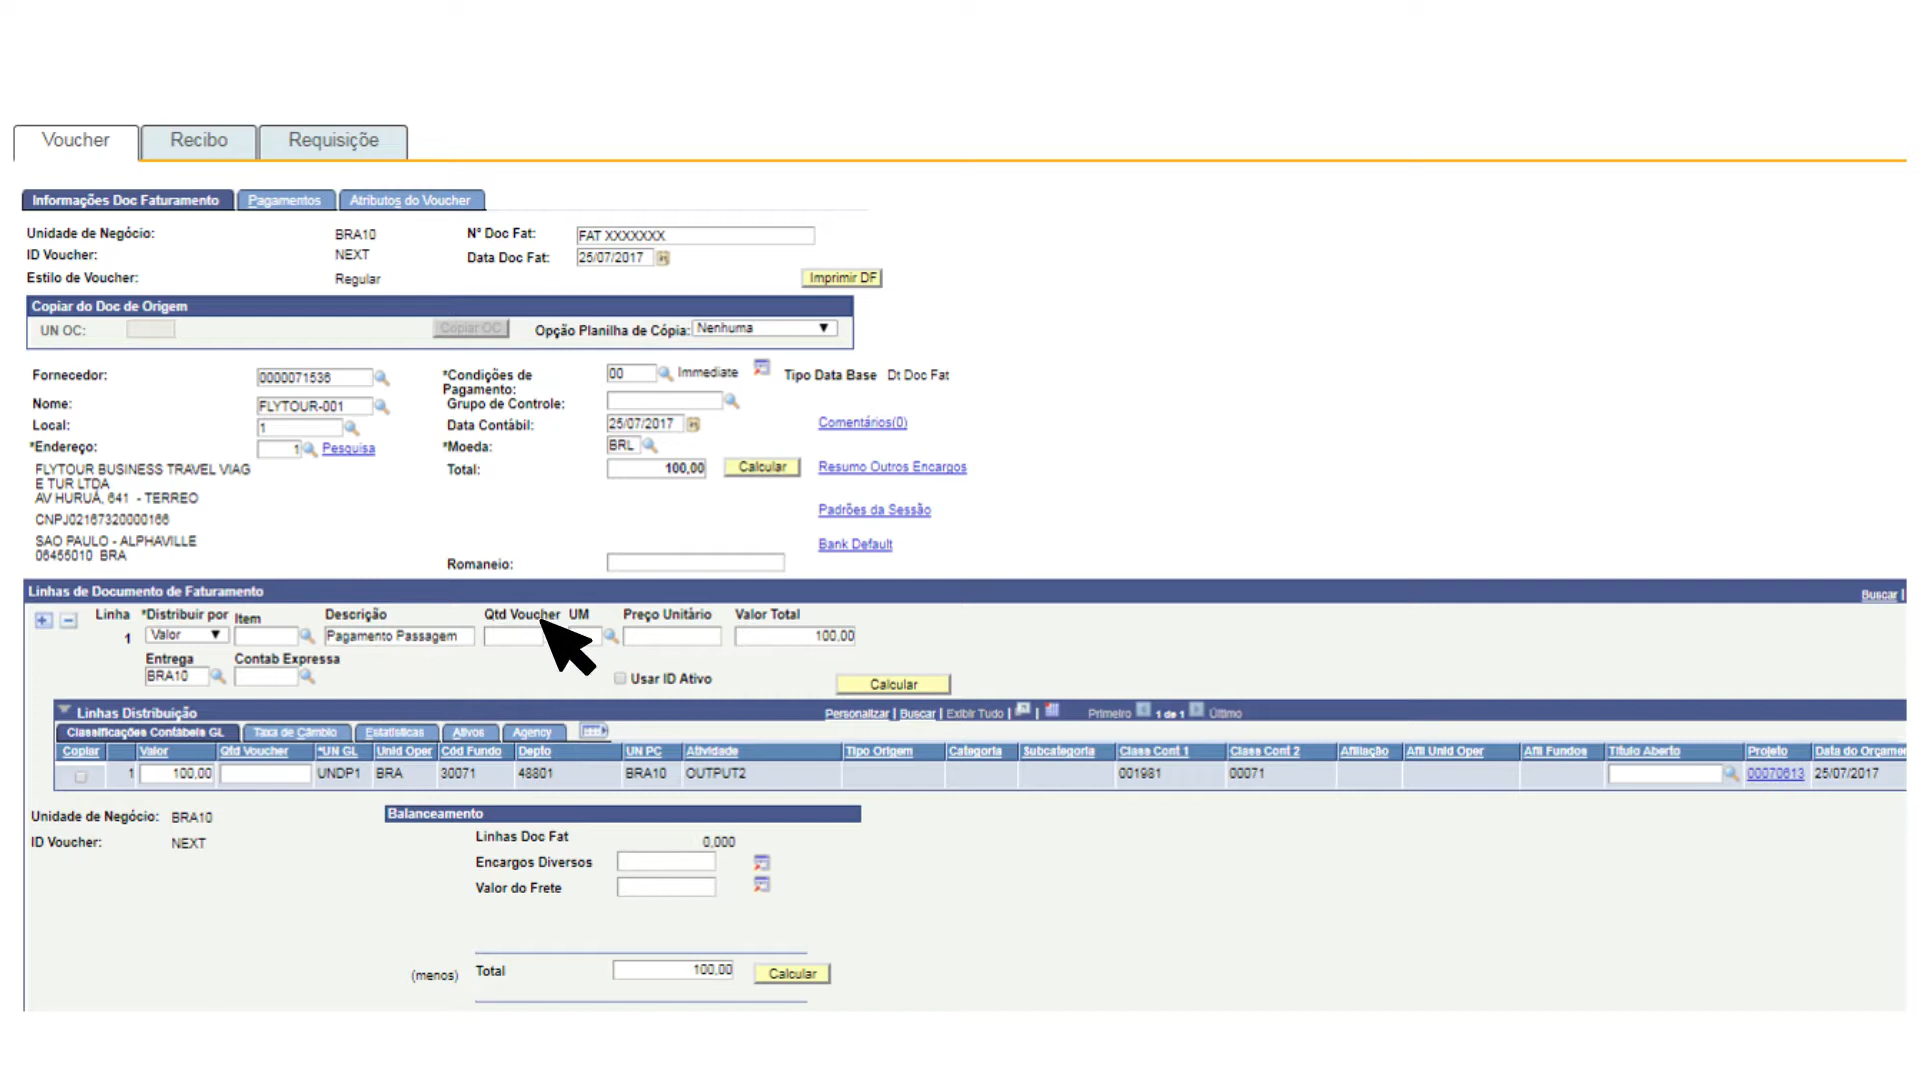 Voucher Recibo Requisiçõe
Informações Doc Faturamento Pagamentos Atributos do Voucher
Unidade de Negócio: BRA10 Nº Doc Fat: FAT XXXXXXX
ID Voucher: NEXT Data Doc Fat: 25/07/2017
Estilo de Voucher: Regular Imprimir DF
Copiar do Doc de Origem
UN OC: Copiar OC Opção Planilha de Cópia: Nenhuma
Fornecedor: 0000071536 *Condições de Pagamento: 00 Immediate Tipo Data Base Dt Doc Fat
Nome: FLYTOUR-001 Grupo de Controle:
Local: 1 Data Contábil: 25/07/2017 Comentários(0)
*Endereço: 1 Pesquisa *Moeda: BRL
FLYTOUR BUSINESS TRAVEL VIAG Total: 100,00 Calcular Resumo Outros Encargos
E TUR LTDA
AV HURUÁ, 641 - TERREO
CNPJ02167320000166 Padrões da Sessão
SAO PAULO - ALPHAVILLE Bank Default
06455010 BRA
Romaneio:
Linhas de Documento de Faturamento Buscar |
Linha *Distribuir por Item Descrição Qtd Voucher UM Preço Unitário Valor Total
1 Valor Pagamento Passagem 100.00
Entrega Contab Expressa
BRA10 Usar ID Ativo Calcular
Linhas Distribuição Personalizar | Buscar | Exibir Tudo | | Primeiro 1 de 1 Último
Classificações Contábeis GL Taxa de Câmbio Estatísticas Ativos Agency
Copiar Valor Qtd Voucher *UN GL Unid Oper Cód Fundo Depto UN PC Atividade Tipo Origem Categoria Subcategoria Class Cont 1 Class Cont 2 Afiliação Afil Unid Oper Afil Fundos Título Aberto Projeto Data do Orçame
1 100,00 UNDP1 BRA 30071 48801 BRA10 OUTPUT2 001981 00071 00070613 25/07/2017
Unidade de Negócio: BRA10 Balanceamento
Linhas Doc Fat 0,000
ID Voucher: NEXT
Encargos Diversos
Valor do Frete
(menos) Total 100,00 Calcular